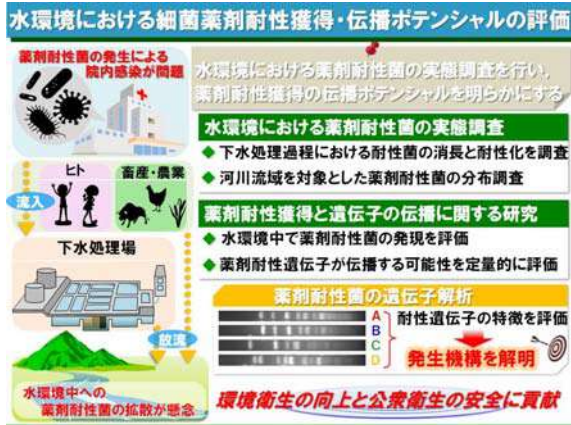 水環境における細菌薬剤耐性獲得・伝播ポテンシャルの評価
薬剤耐性菌の発生による
院内感染が問題
水環境における薬剤耐性菌の実態調査を行い,
薬剤耐性獲得の伝播ポテンシャルを明らかにする
水環境における薬剤耐性菌の実態調査
◆ 下水処理過程における耐性菌の消長と耐性化を調査
◆ 河川流域を対象とした薬剤耐性菌の分布調査
ヒト
畜産・農業
流入
下水処理場
放流
水環境中への
薬剤耐性菌の拡散が懸念
薬剤耐性獲得と遺伝子の伝播に関する研究
◆ 水環境中で薬剤耐性菌の発現を評価
◆ 薬剤耐性遺伝子が伝播する可能性を定量的に評価
薬剤耐性菌の遺伝子解析
A
B
C
D
耐性遺伝子の特徴を評価
発生機構を解明
環境衛生の向上と公衆衛生の安全に貢献